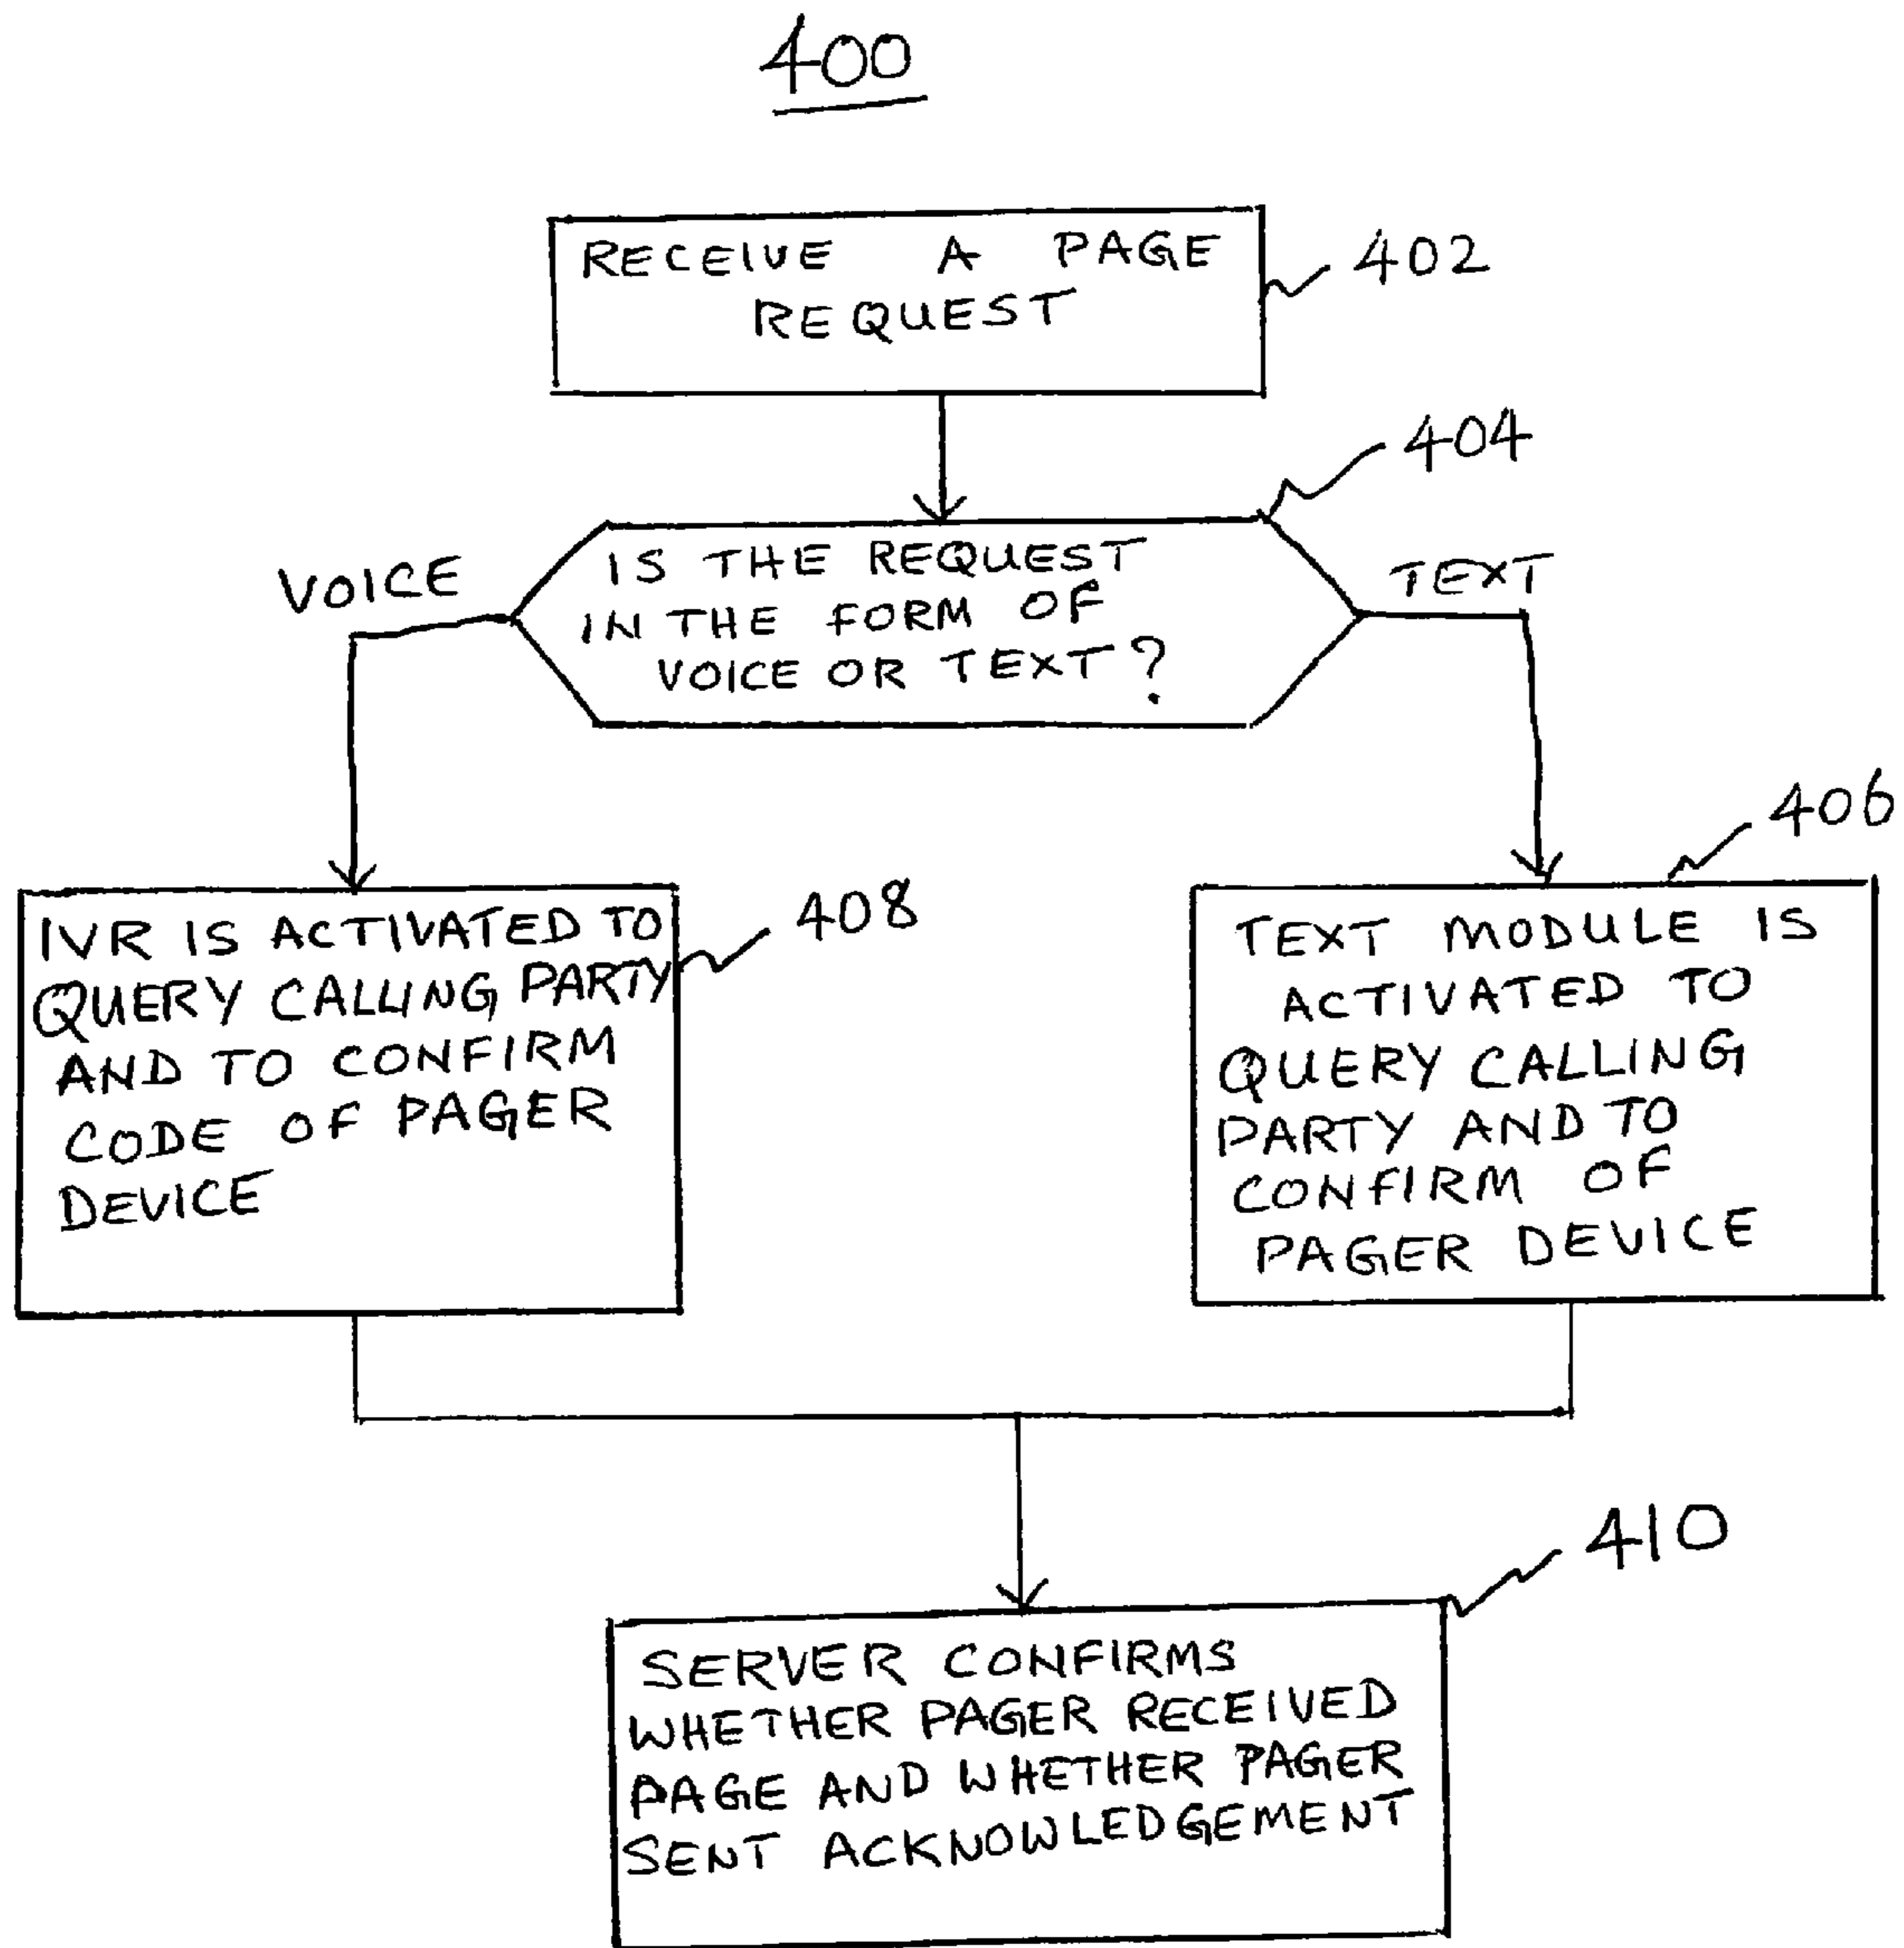 400
RECEIVE A PAGE
REQUEST
402
404
IS THE REQUEST
IN THE FORM OF
VOICE OR TEXT?
VOICE
TEXT
406
408
IVR IS ACTIVATED TO
QUERY CALLING PARTY
AND TO CONFIRM
CODE OF PAGER
DEVICE
TEXT MODULE IS
ACTIVATED TO
QUERY CALLING
PARTY AND TO
CONFIRM OF
PAGER DEVICE
410
SERVER CONFIRMS
WHETHER PAGER RECEIVED
PAGE AND WHETHER PAGER
SENT ACKNOWLEDGEMENT